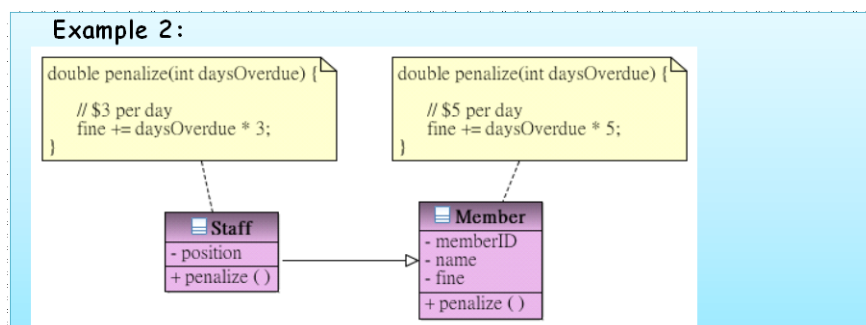 Example 2:
double penalize(int daysOverdue) {
// $3 per day
fine += daysOverdue * 3;
}
double penalize(int daysOverdue) {
// $5 per day
fine += daysOverdue * 5;
}
Staff
- position
+ penalize ( )
Member
- memberID
- name
- fine
+ penalize ( )